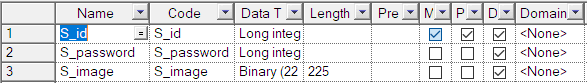 Name Code Data T Length Pre M P D Domain
1 S_id = S_id Long integ <None>
2 S_password S_password Long integ <None>
3 S_image S_image Binary (22 225 <None>